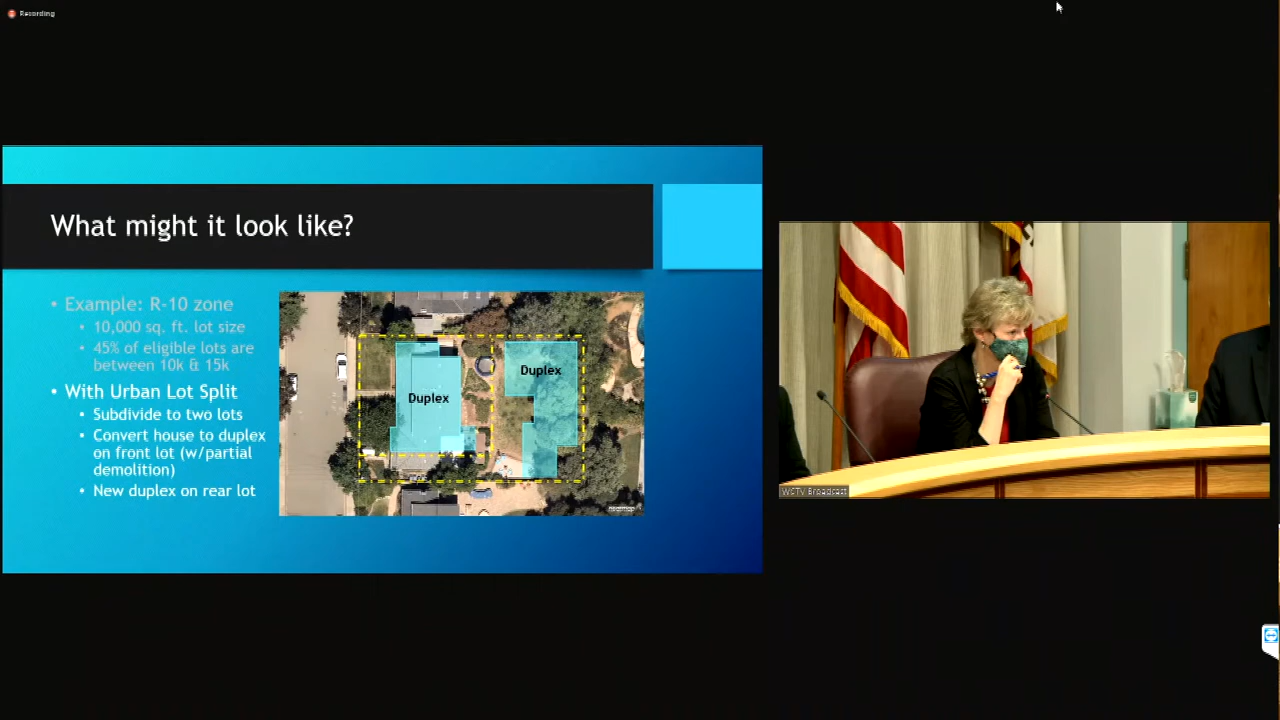 Recording
What might it look like?
• Example: R-10 zone
• 10,000 sq. ft. lot size
• 45% of eligible lots are
between 10k & 15k
• With Urban Lot Split
• Subdivide to two lots
• Convert house to duplex
on front lot (w/partial
demolition)
• New duplex on rear lot
Duplex
Duplex
nearmap
WCTV Broadcast